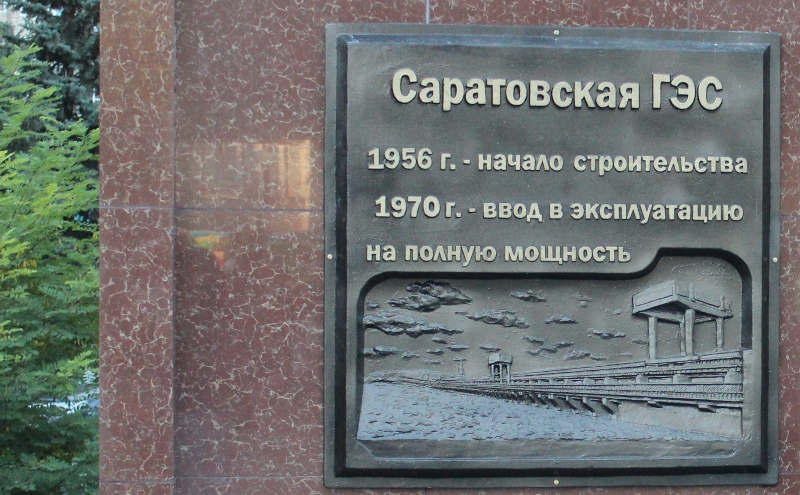 Саратовская ГЭС
1956 г. - начало строительства
1970 г. - ввод в эксплуатацию
на полную мощность